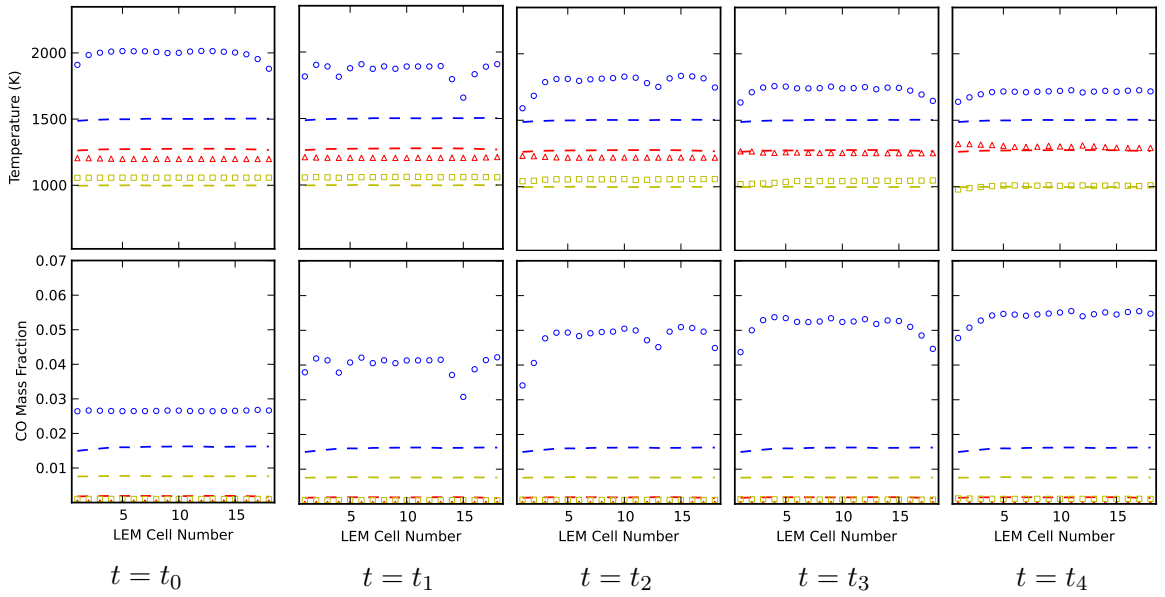 Temperature (K)
2000
1500
1000
CO Mass Fraction
0.07
0.06
0.05
0.04
0.03
0.02
0.01
5 10 15 5 10 15 5 10 15 5 10 15 5 10 15
LEM Cell Number LEM Cell Number LEM Cell Number LEM Cell Number LEM Cell Number
t = t₀ t = t₁ t = t₂ t = t₃ t = t₄